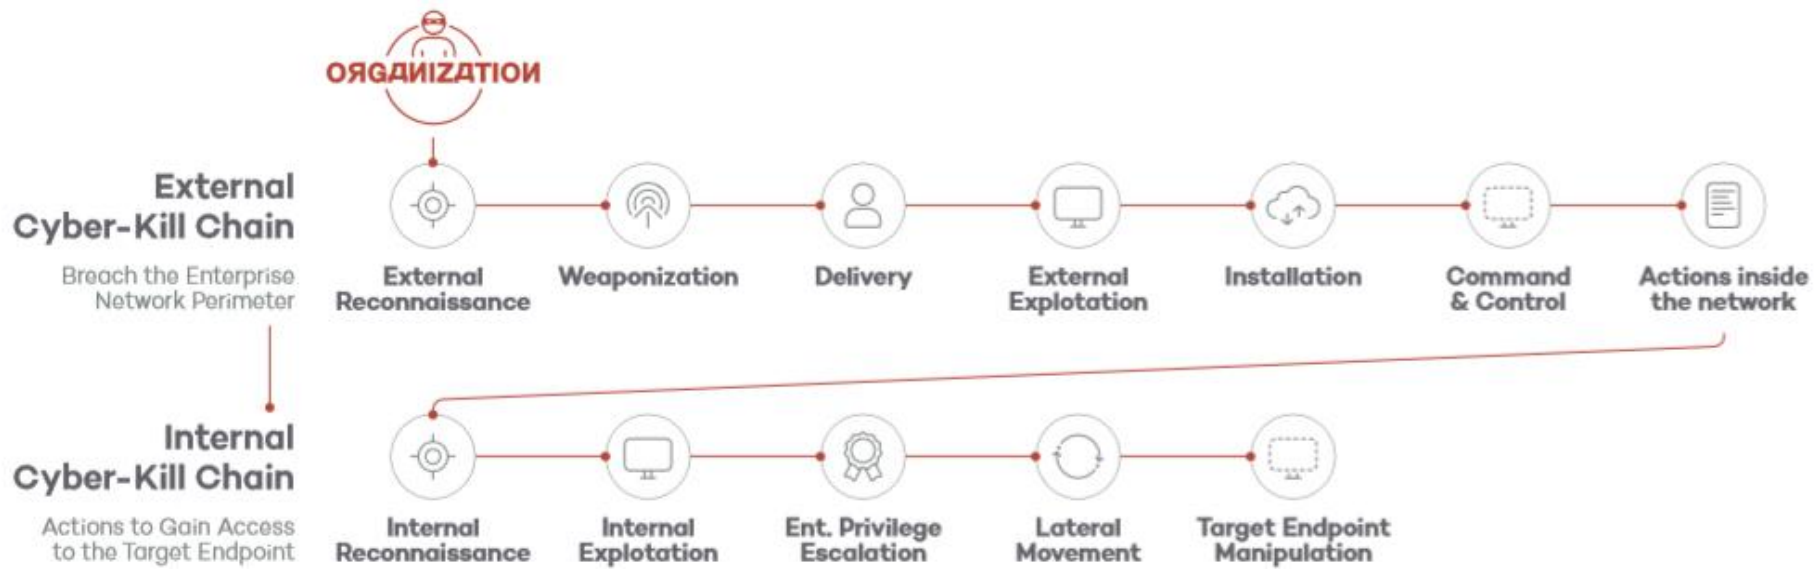 OЯGAИIZATIOИ
External
Cyber-Kill Chain
Breach the Enterprise
Network Perimeter
External
Reconnaissance
Weaponization
Delivery
External
Explotation
Installation
Command
& Control
Actions inside
the network
Internal
Cyber-Kill Chain
Actions to Gain Access
to the Target Endpoint
Internal
Reconnaissance
Internal
Explotation
Ent. Privilege
Escalation
Lateral
Movement
Target Endpoint
Manipulation